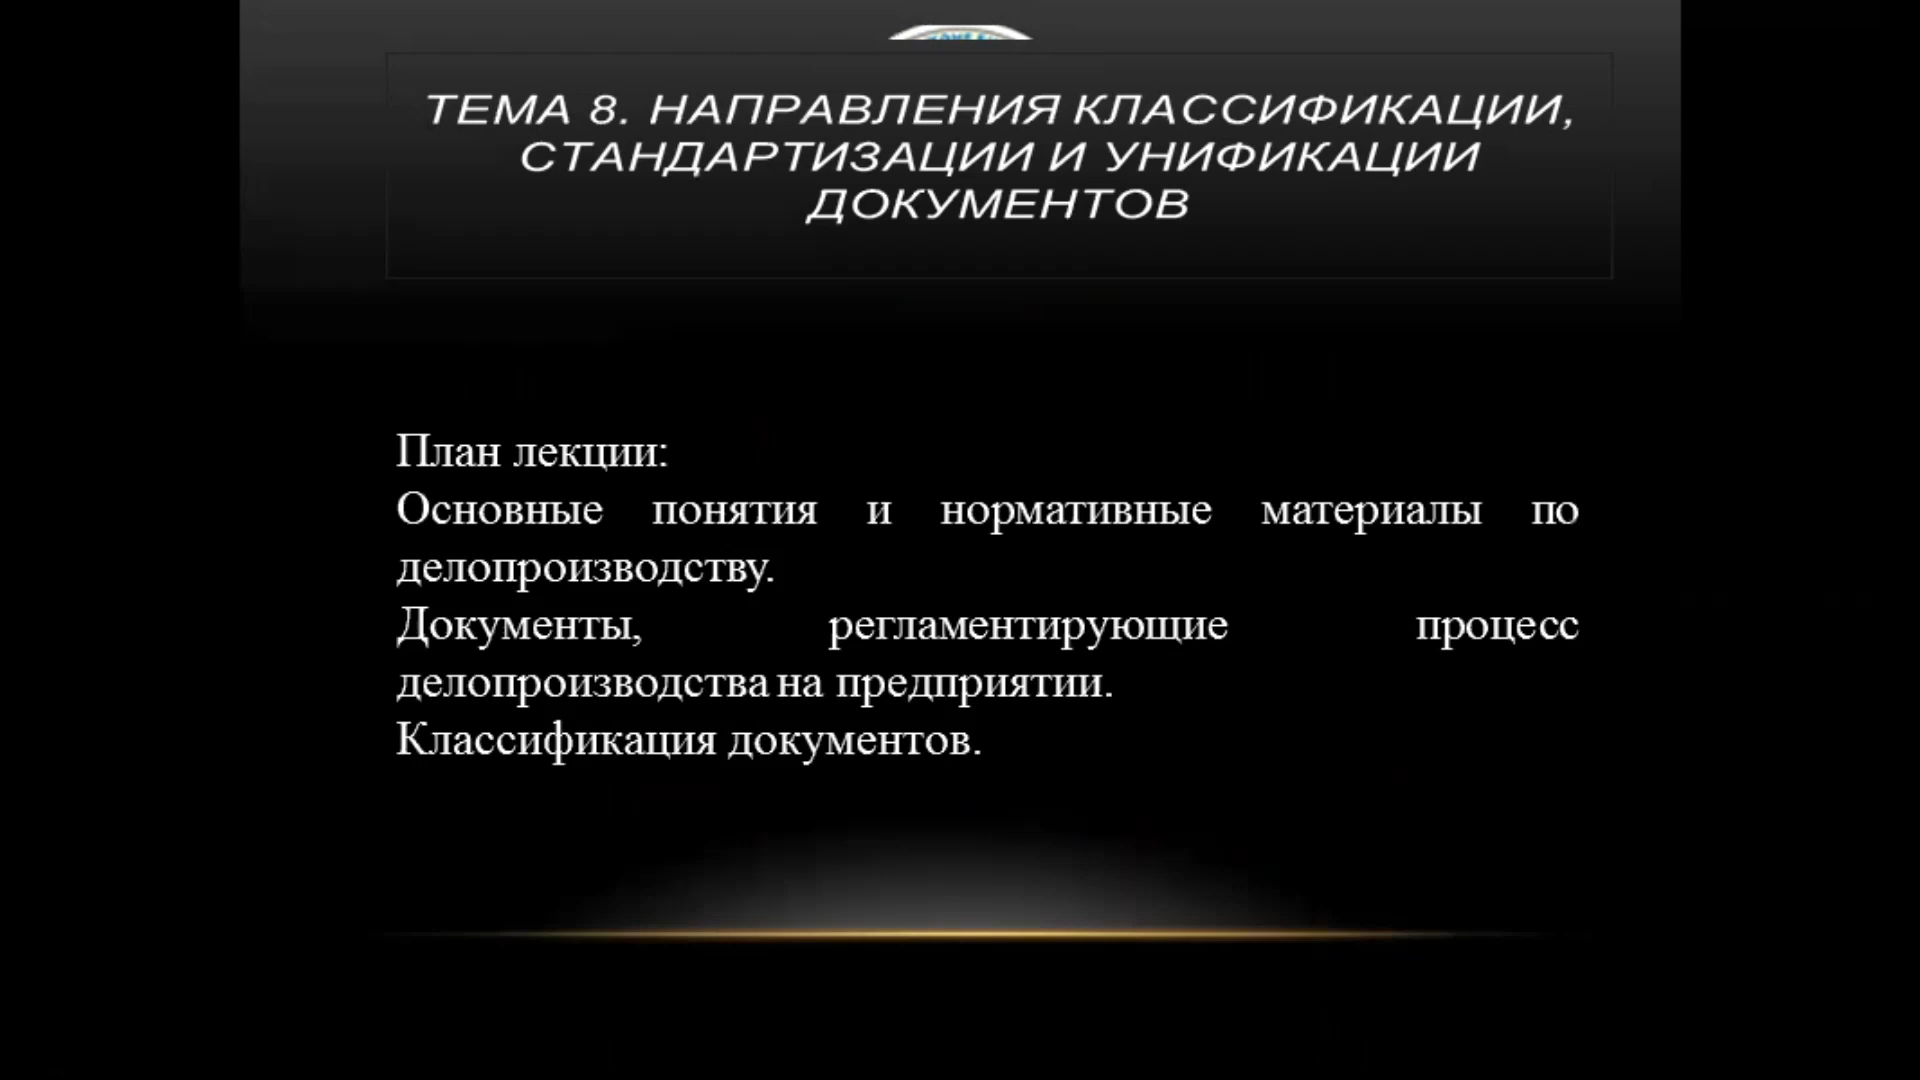 ТЕМА 8. НАПРАВЛЕНИЯ КЛАССИФИКАЦИИ,
СТАНДАРТИЗАЦИИ И УНИФИКАЦИИ
ДОКУМЕНТОВ
План лекции:
Основные понятия и нормативные материалы по
делопроизводству.
Документы, регламентирующие процесс
делопроизводства на предприятии.
Классификация документов.